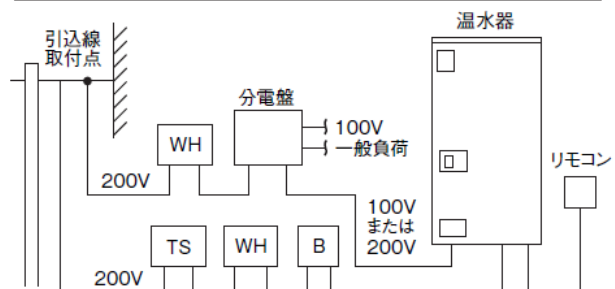 温水器
引込線
取付点
分電盤
100V
一般負荷
WH
リモコン
200V
100V
または
200V
TS
WH
B
200V